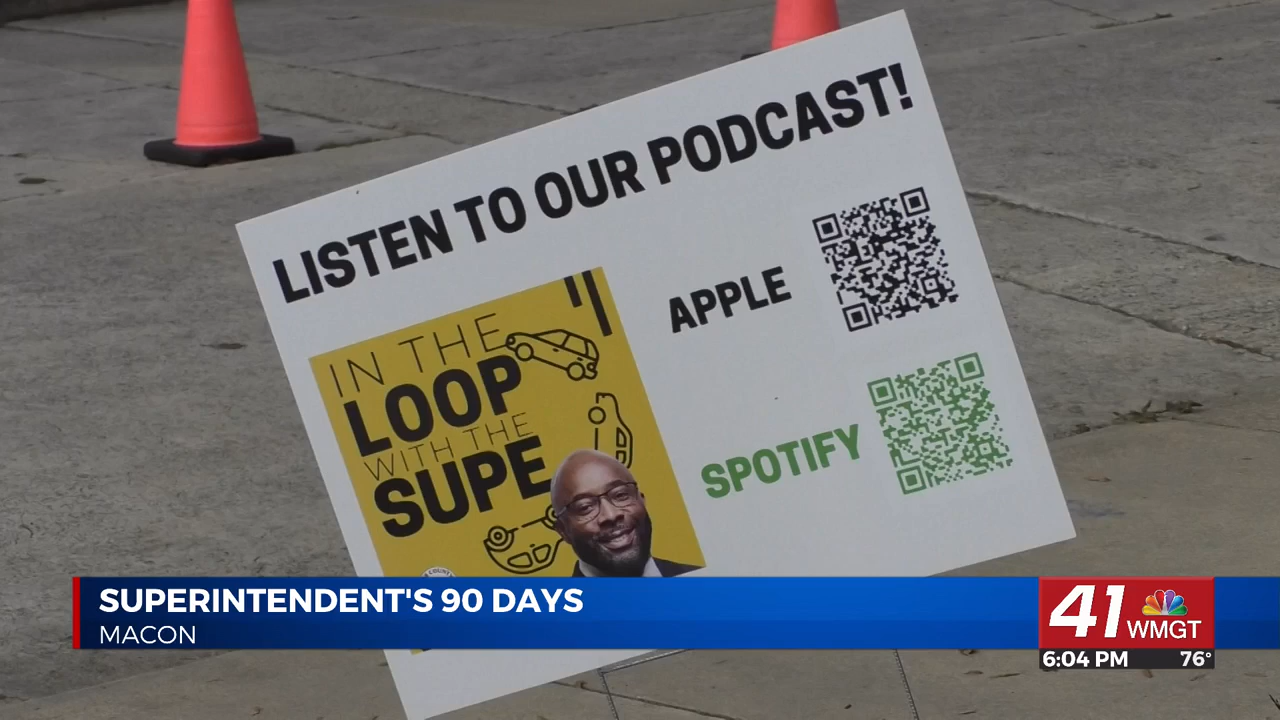 LISTEN TO OUR PODCAST!
IN THE
LOOP
WITH THE
SUPE
APPLE
SPOTIFY
COUNT
SUPERINTENDENT'S 90 DAYS
MACON
41
WMGT
6:04 PM 76°